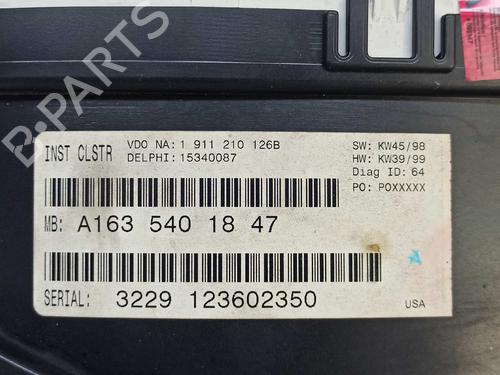 INST CLSTR
VDO NA: 1 911 210 126B
DELPHI: 15340087
SW: KW45/98
HW: KW39/99
Diag ID: 64
PO: POXXXXX
MB: A163 540 18 47
SERIAL: 3229 123602350
USA
A
B-PARTS